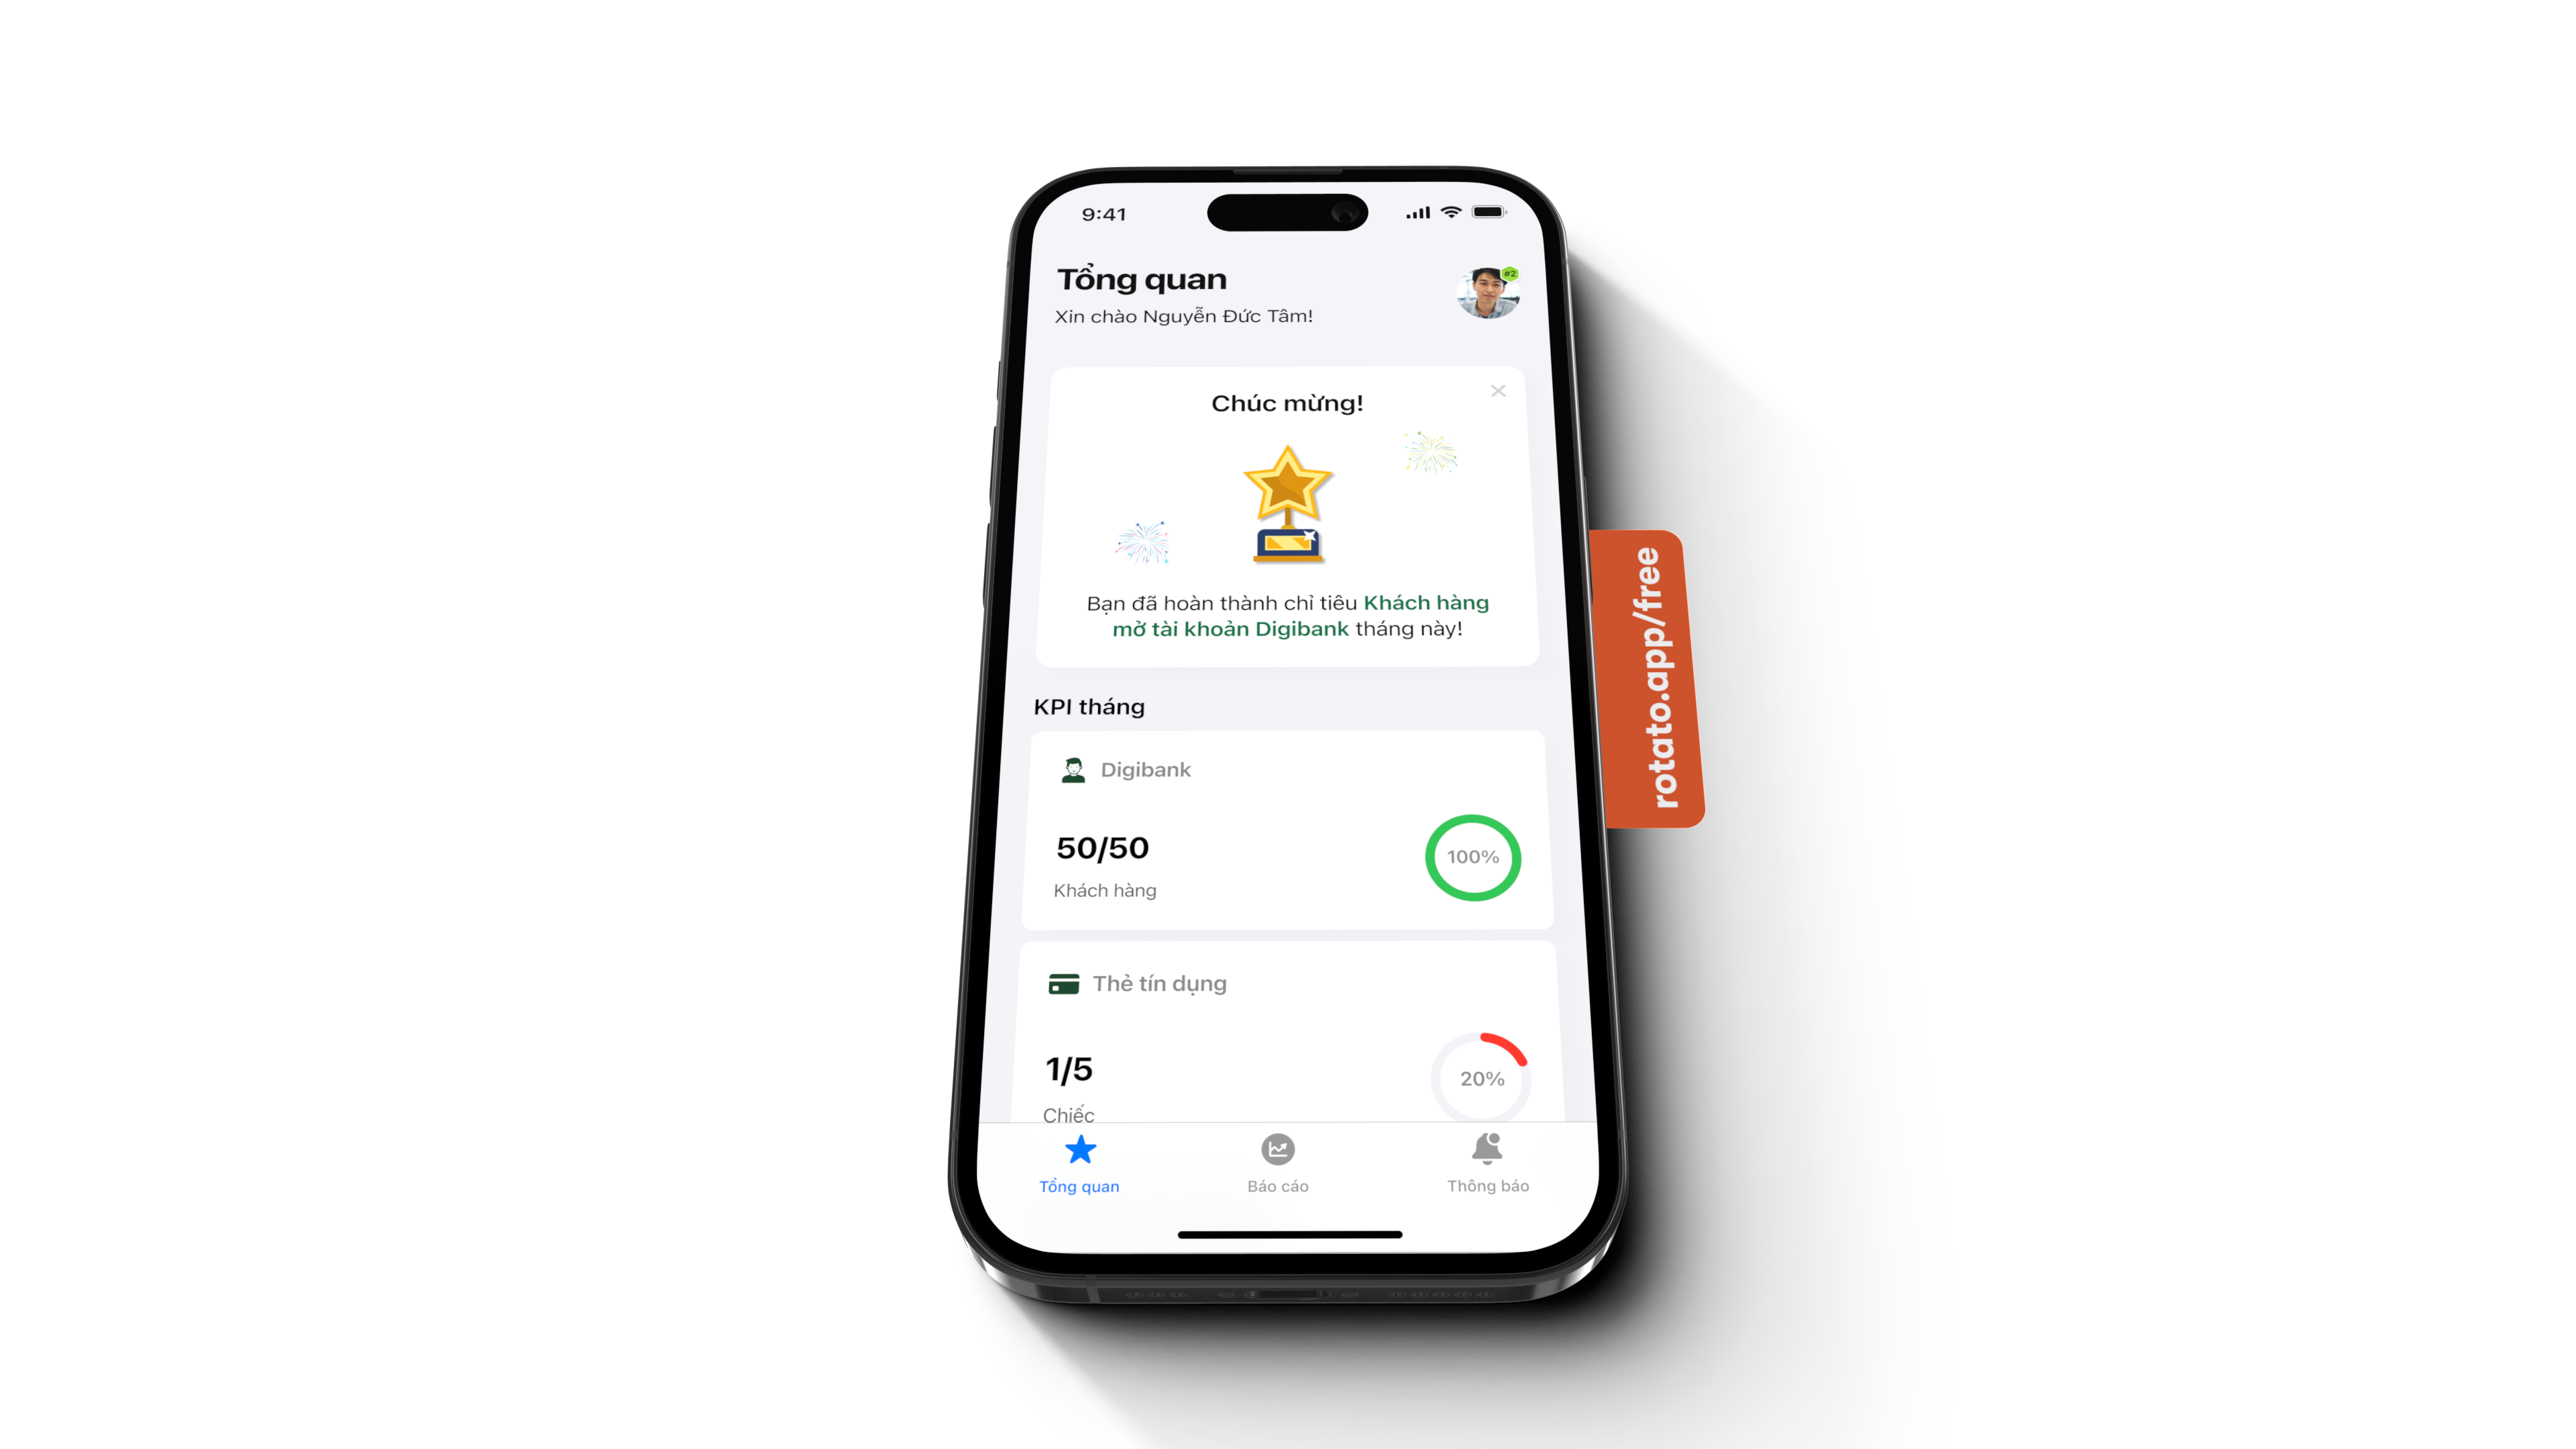 9:41
Tổng quan
#2
Xin chào Nguyễn Đức Tâm!
Chúc mừng!
Bạn đã hoàn thành chỉ tiêu Khách hàng
mở tài khoản Digibank tháng này!
KPI tháng
Digibank
50/50
100%
Khách hàng
Thẻ tín dụng
1/5
20%
Chiếc
Tổng quan
Báo cáo
Thông báo
rotato.app/free